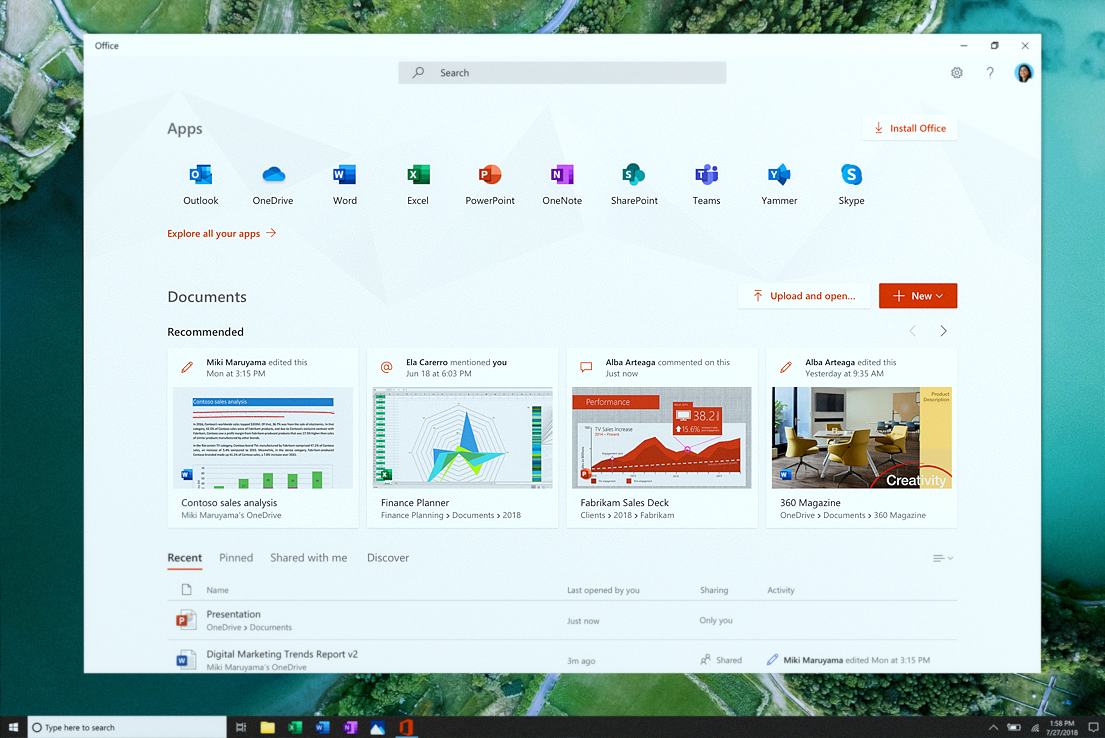 Office
Search
Apps
Install Office
Outlook
OneDrive
Word
Excel
PowerPoint
OneNote
SharePoint
Teams
Yammer
Skype
Explore all your apps
Documents
Upload and open...
New
Recommended
Miki Maruyama edited this
Mon at 3:15 PM
Contoso sales analysis
Contoso sales analysis
Miki Maruyama's OneDrive
Ela Carerro mentioned you
Jun 18 at 6:03 PM
Finance Planner
Finance Planning > Documents > 2018
Alba Arteaga commented on this
Just now
Performance
38.2
15.6%
TV Sales Increase
2014 – Present
Fabrikam Sales Deck
Clients > 2018 > Fabrikam
Alba Arteaga edited this
Yesterday at 9:35 AM
Product
Description
Creativity
360 Magazine
OneDrive > Documents > 360 Magazine
Recent
Pinned
Shared with me
Discover
Name
Last opened by you
Sharing
Activity
Presentation
OneDrive > Documents
Just now
Only you
Digital Marketing Trends Report v2
Miki Maruyama's OneDrive
3m ago
Shared
Miki Maruyama edited Mon at 3:15 PM
Type here to search
1:58 PM
7/27/2018